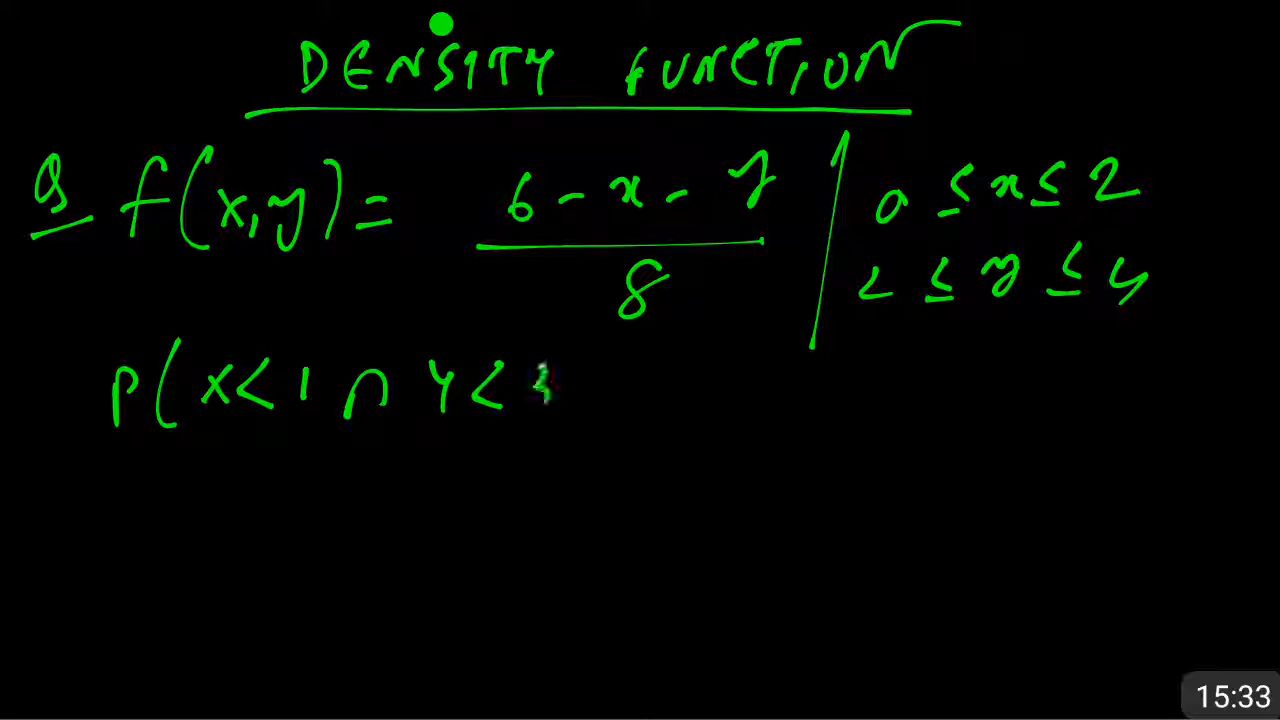 DENSITY FUNCTION
Q f(x,y) = 6 - x - y / 8 | 0 ≤ x ≤ 2
2 ≤ y ≤ 4
P( X < 1 ∩ Y <
15:33